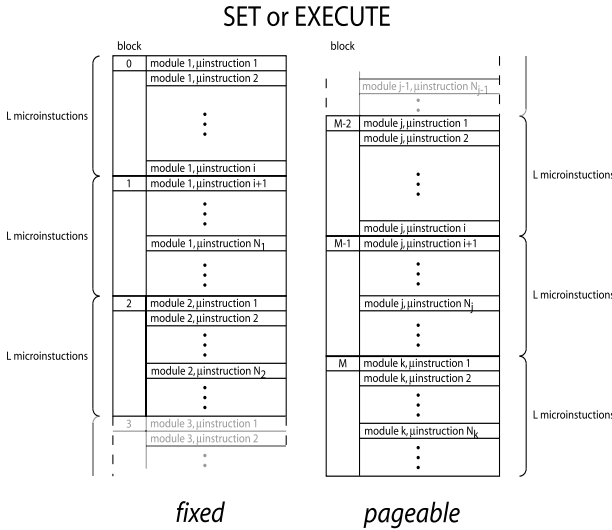 SET or EXECUTE
block
0 module 1, μinstruction 1
module 1, μinstruction 2
L microinstuctions
module 1, μinstruction i
1 module 1, μinstruction i+1
L microinstuctions
module 1, μinstruction N1
2 module 2, μinstruction 1
module 2, μinstruction 2
L microinstuctions
module 2, μinstruction N2
3 module 3, μinstruction 1
module 3, μinstruction 2
fixed
block
module j-1, μinstruction Nj-1
M-2 module j, μinstruction 1
module j, μinstruction 2
L microinstuctions
module j, μinstruction i
M-1 module j, μinstruction i+1
L microinstuctions
module j, μinstruction Nj
M module k, μinstruction 1
module k, μinstruction 2
L microinstuctions
module k, μinstruction Nk
pageable